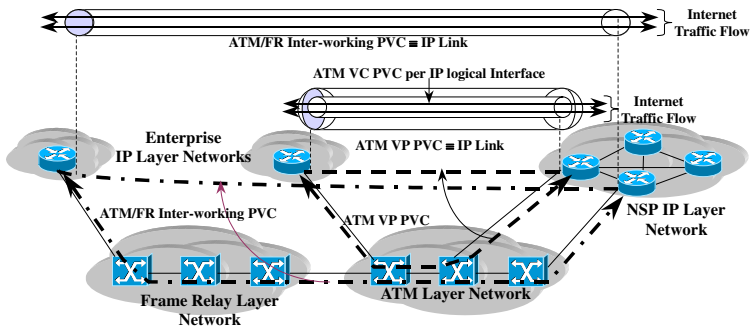 Internet
Traffic Flow
ATM/FR Inter-working PVC ≡ IP Link
ATM VC PVC per IP logical Interface
Internet
Traffic Flow
Enterprise
IP Layer Networks
ATM VP PVC ≡ IP Link
ATM/FR Inter-working PVC
ATM VP PVC
NSP IP Layer
Network
Frame Relay Layer
Network
ATM Layer Network